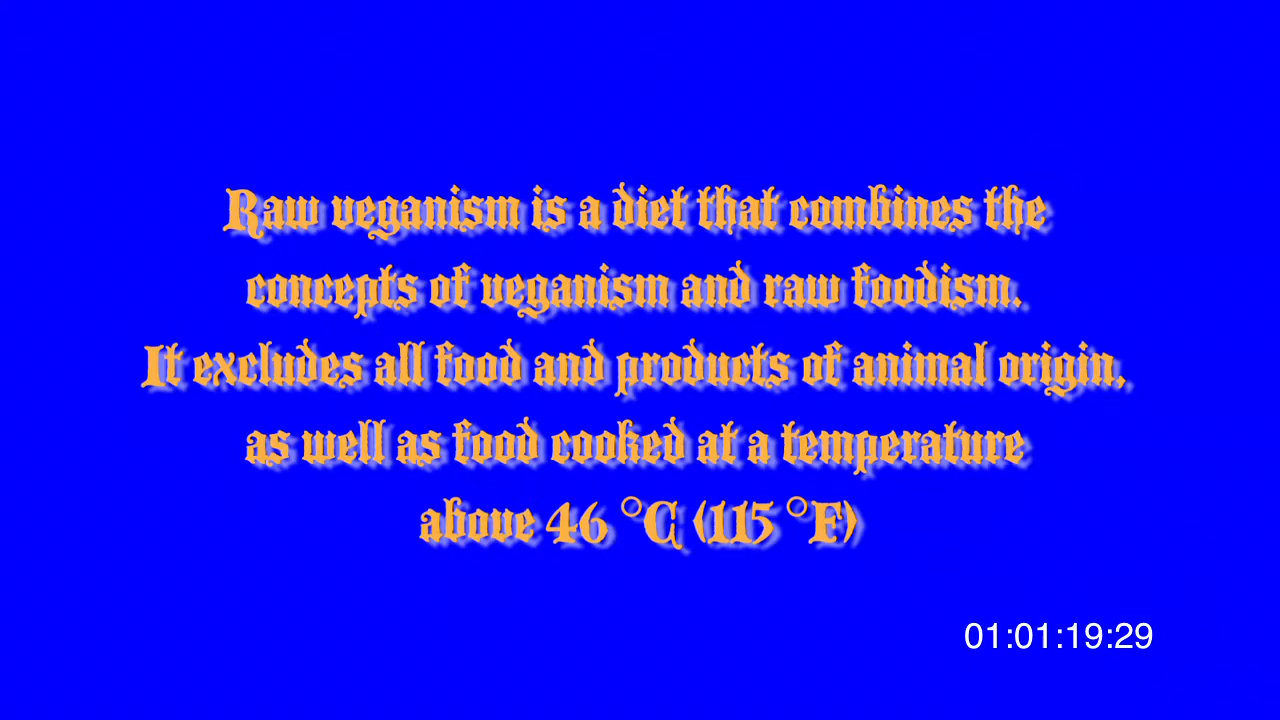 Raw veganism is a diet that combines the
concepts of veganism and raw foodism.
It excludes all food and products of animal origin,
as well as food cooked at a temperature
above 46 °C (115 °F)
01:01:19:29